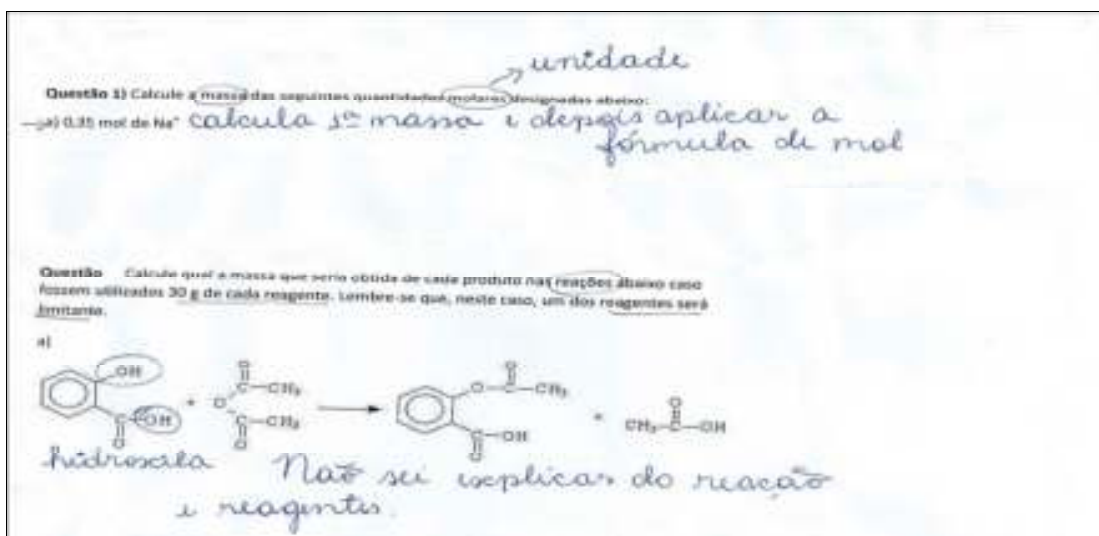 unidade
Questão 1) Calcule a massa das seguintes quantidades molares designadas abaixo:
a) 0,35 mol de Na⁺ calcula 1º massa e depois aplicar a
fórmula de mol
Questão Calcule qual a massa que seria obtida de cada produto nas reações abaixo caso
fossem utilizados 30 g de cada reagente. Lembre-se que, neste caso, um dos reagentes será
limitante.
a)
OH
C OH
O
+
O
O
C CH₃
O
C CH₃
O
O C CH₃
O
C OH
O
+
CH₃ C OH
O
hidroxila Não sei explicar do reação
e reagentes.